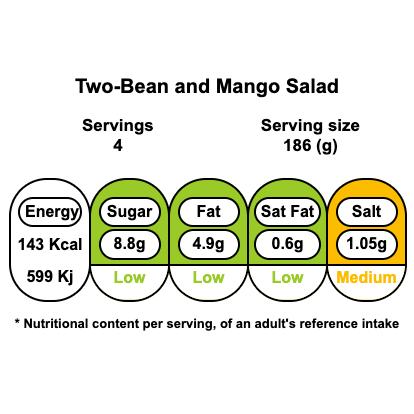 Two-Bean and Mango Salad
Servings Serving size
4 186 (g)
Energy Sugar Fat Sat Fat Salt
143 Kcal 8.8g 4.9g 0.6g 1.05g
599 Kj Low Low Low Medium
* Nutritional content per serving, of an adult's reference intake